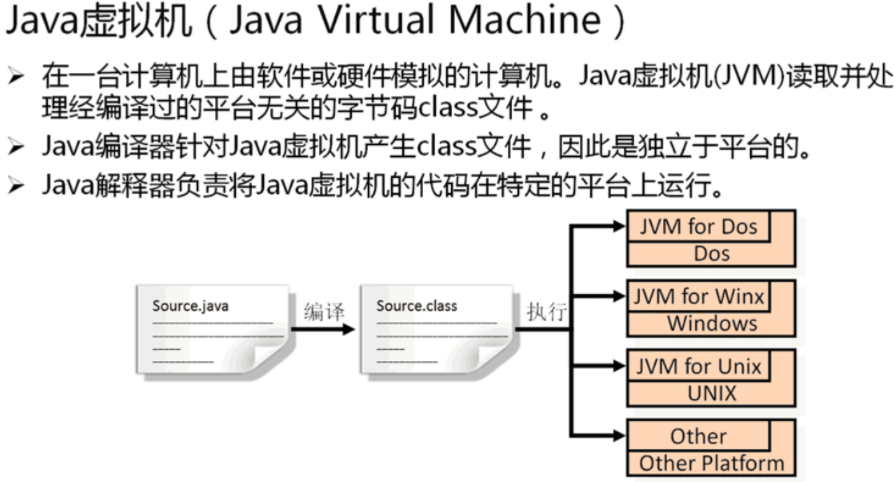 Java虚拟机（Java Virtual Machine）
➢ 在一台计算机上由软件或硬件模拟的计算机。Java虚拟机(JVM)读取并处
理经编译过的平台无关的字节码class文件 。
➢ Java编译器针对Java虚拟机产生class文件，因此是独立于平台的。
➢ Java解释器负责将Java虚拟机的代码在特定的平台上运行。
Source.java
编译
Source.class
执行
JVM for Dos
Dos
JVM for Winx
Windows
JVM for Unix
UNIX
Other
Other Platform